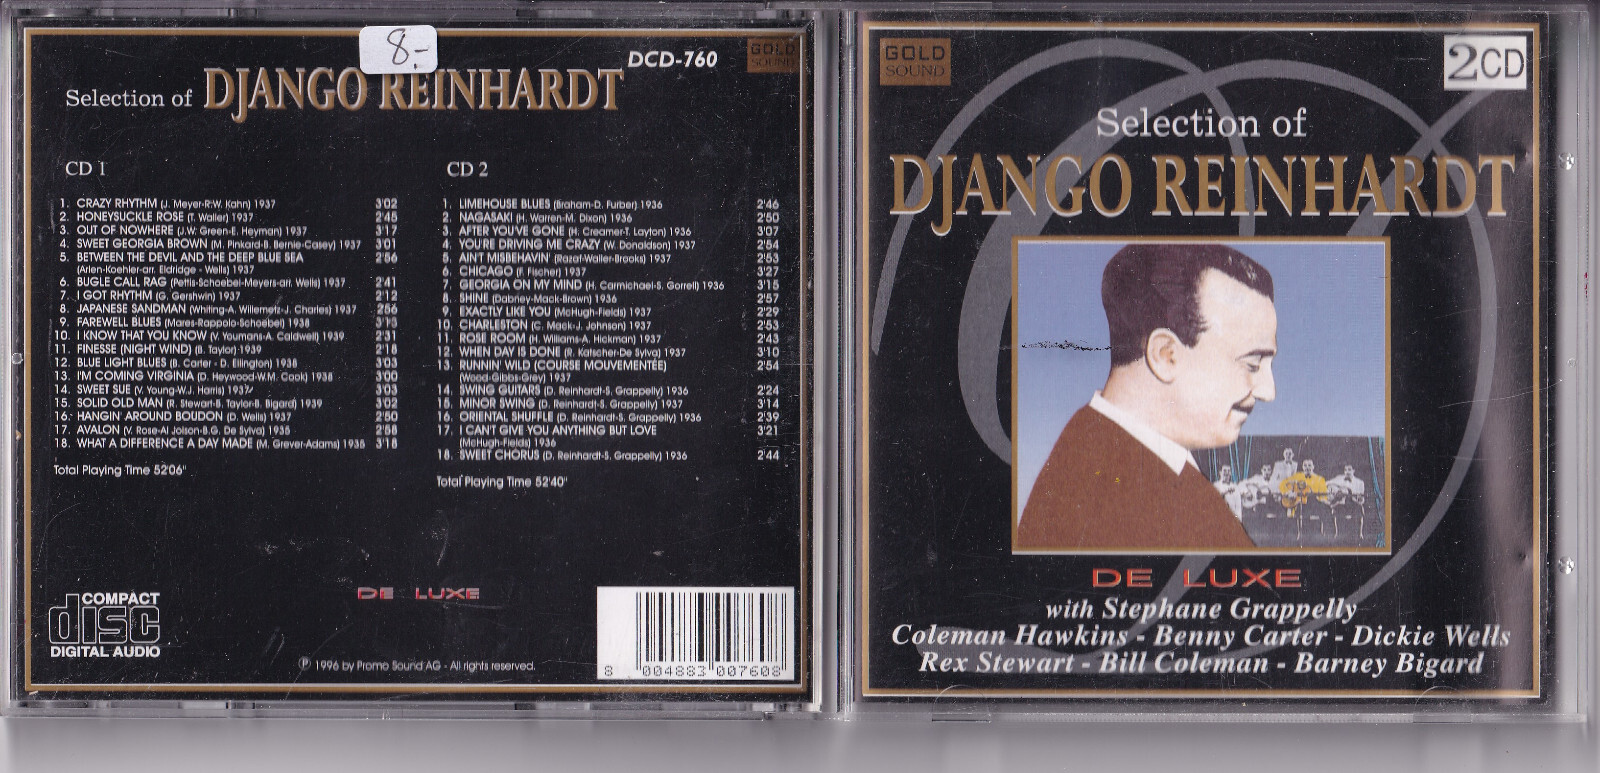 8.-
DCD-760
GOLD
SOUND
Selection of DJANGO REINHARDT
CD 1
1. CRAZY RHYTHM (J. Meyer-R.W. Kahn) 1937 3'02
2. HONEYSUCKLE ROSE (T. Waller) 1937 2'45
3. OUT OF NOWHERE (J.W. Green-E. Heyman) 1937 3'17
4. SWEET GEORGIA BROWN (M. Pinkard-B. Bernie-Casey) 1937 3'01
5. BETWEEN THE DEVIL AND THE DEEP BLUE SEA 2'56
(Arlen-Koehler-arr. Eldridge - Wells) 1937
6. BUGLE CALL RAG (Pettis-Schoebel-Meyers-arr. Wells) 1937 2'41
7. I GOT RHYTHM (G. Gershwin) 1937 2'12
8. JAPANESE SANDMAN (Whiting-A. Willemetz-J. Charles) 1937 2'56
9. FAREWELL BLUES (Mares-Rappolo-Schoebel) 1938 3'13
10. I KNOW THAT YOU KNOW (V. Youmans-A. Caldwell) 1939 2'31
11. FINESSE (NIGHT WIND) (B. Taylor) 1939 2'18
12. BLUE LIGHT BLUES (B. Carter - D. Ellington) 1938 3'03
13. I'M COMING VIRGINIA (D. Heywood-W.M. Cook) 1938 3'00
14. SWEET SUE (V. Young-W.J. Harris) 1937 3'03
15. SOLID OLD MAN (R. Stewart-B. Taylor-B. Bigard) 1939 3'02
16. HANGIN' AROUND BOUDON (D. Wells) 1937 2'50
17. AVALON (V. Rose-Al Jolson-B.G. De Sylva) 1935 2'58
18. WHAT A DIFFERENCE A DAY MADE (M. Grever-Adams) 1935 3'18
Total Playing Time 52'06"
CD 2
1. LIMEHOUSE BLUES (Braham-D. Furber) 1936 2'46
2. NAGASAKI (H. Warren-M. Dixon) 1936 2'50
3. AFTER YOU'VE GONE (H. Creamer-T. Layton) 1936 3'07
4. YOU'RE DRIVING ME CRAZY (W. Donaldson) 1937 2'54
5. AIN'T MISBEHAVIN' (Razaf-Waller-Brooks) 1937 2'53
6. CHICAGO (F. Fischer) 1937 3'27
7. GEORGIA ON MY MIND (H. Carmichael-S. Gorrell) 1936 3'15
8. SHINE (Dabney-Mack-Brown) 1936 2'57
9. EXACTLY LIKE YOU (McHugh-Fields) 1937 2'29
10. CHARLESTON (C. Mack-J. Johnson) 1937 2'53
11. ROSE ROOM (H. Williams-A. Hickman) 1937 2'43
12. WHEN DAY IS DONE (R. Katscher-De Sylva) 1937 3'10
13. RUNNIN' WILD (COURSE MOUVEMENTÉE) 2'54
(Wood-Gibbs-Grey) 1937
14. SWING GUITARS (D. Reinhardt-S. Grappelly) 1936 2'24
15. MINOR SWING (D. Reinhardt-S. Grappelly) 1937 3'14
16. ORIENTAL SHUFFLE (D. Reinhardt-S. Grappelly) 1936 2'39
17. I CAN'T GIVE YOU ANYTHING BUT LOVE 3'21
(McHugh-Fields) 1936
18. SWEET CHORUS (D. Reinhardt-S. Grappelly) 1936 2'44
Total Playing Time 52'40"
DE LUXE
COMPACT
disc
DIGITAL AUDIO
℗ 1996 by Promo Sound AG - All rights reserved.
8 004883 007608
GOLD
SOUND
2CD
Selection of
DJANGO REINHARDT
DE LUXE
with Stephane Grappelly
Coleman Hawkins - Benny Carter - Dickie Wells
Rex Stewart - Bill Coleman - Barney Bigard